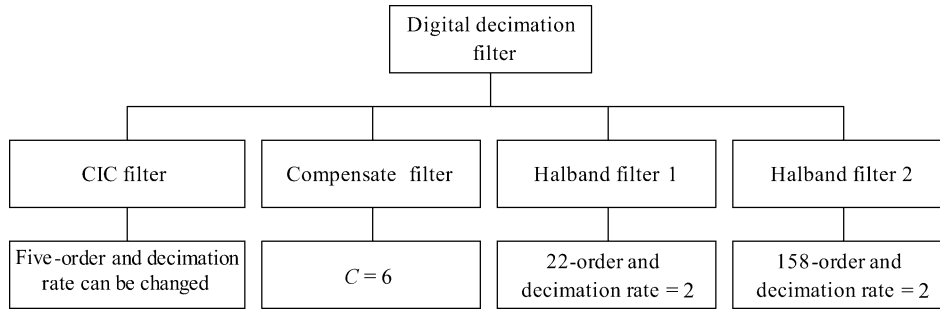 Digital decimation
filter
CIC filter
Compensate filter
Halband filter 1
Halband filter 2
Five-order and decimation
rate can be changed
C = 6
22-order and
decimation rate = 2
158-order and
decimation rate = 2